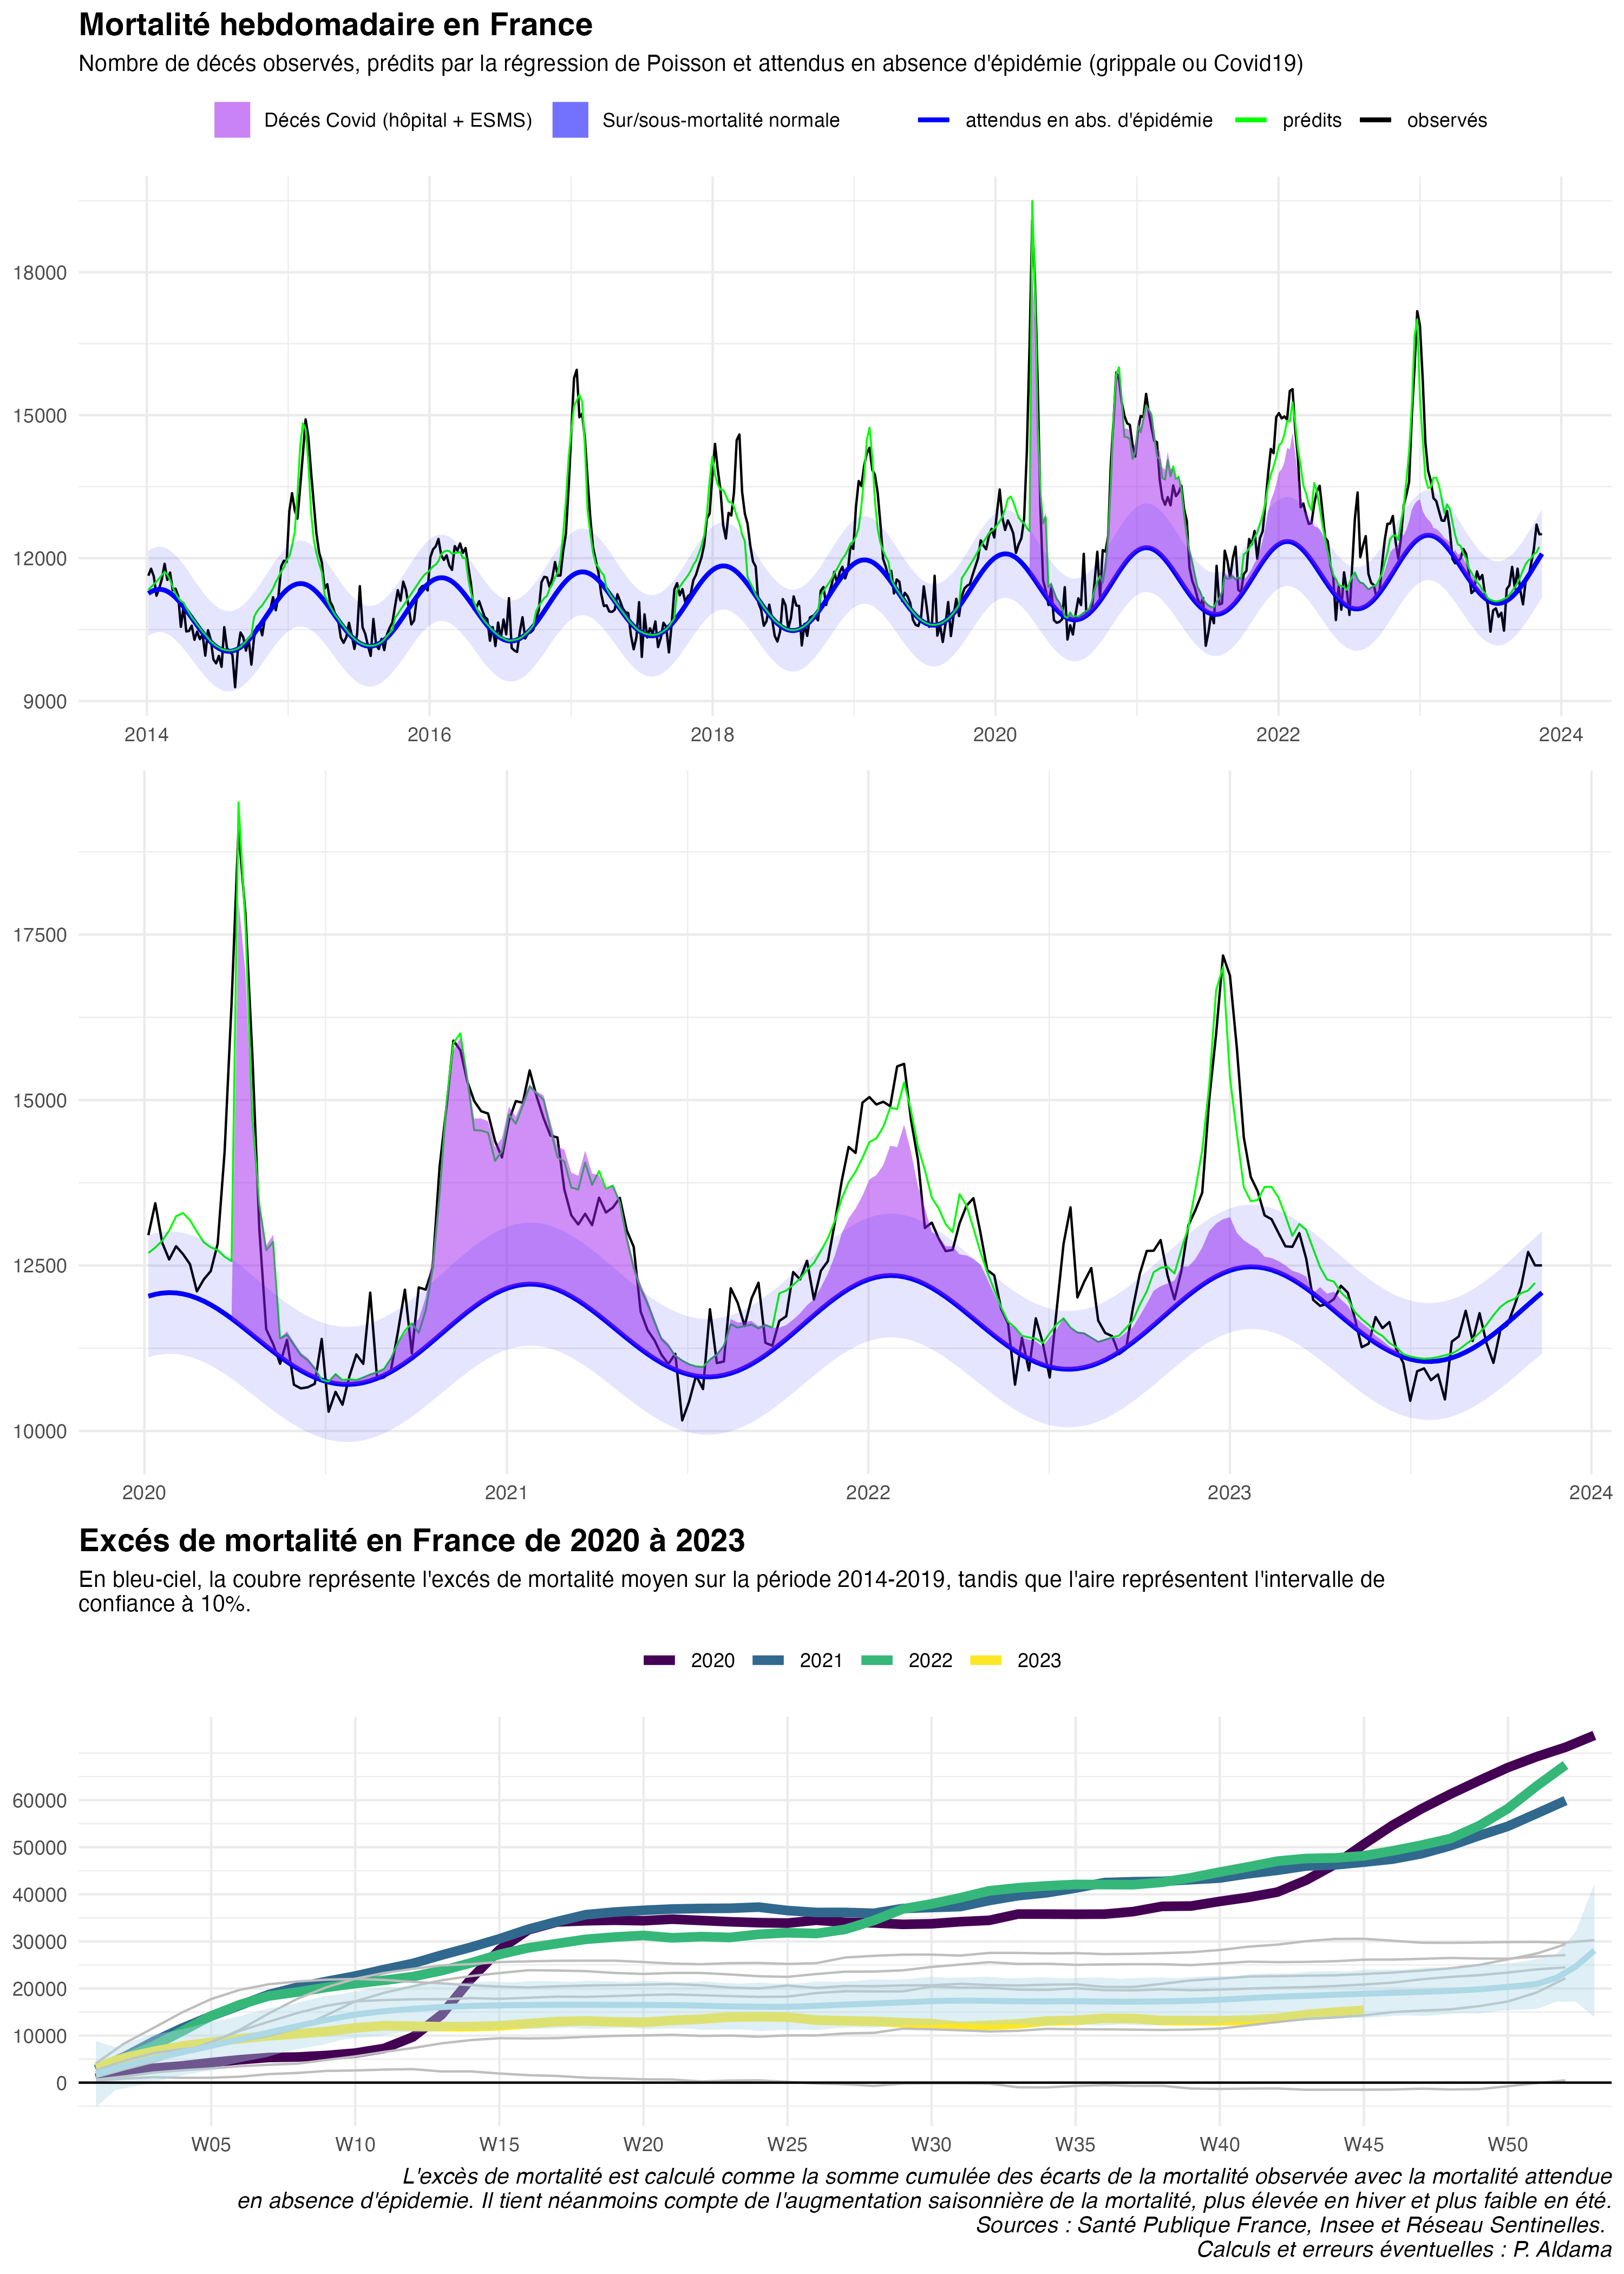 Mortalité hebdomadaire en France
Nombre de décés observés, prédits par la régression de Poisson et attendus en absence d'épidémie (grippale ou Covid19)
Décés Covid (hôpital + ESMS) Sur/sous-mortalité normale attendus en abs. d'épidémie prédits observés
18000
15000
12000
9000
2014 2016 2018 2020 2022 2024
17500
15000
12500
10000
2020 2021 2022 2023 2024
Excés de mortalité en France de 2020 à 2023
En bleu-ciel, la coubre représente l'excés de mortalité moyen sur la période 2014-2019, tandis que l'aire représentent l'intervalle de
confiance à 10%.
2020 2021 2022 2023
60000
50000
40000
30000
20000
10000
0
W05 W10 W15 W20 W25 W30 W35 W40 W45 W50
L'excès de mortalité est calculé comme la somme cumulée des écarts de la mortalité observée avec la mortalité attendue
en absence d'épidemie. Il tient néanmoins compte de l'augmentation saisonnière de la mortalité, plus élevée en hiver et plus faible en été.
Sources : Santé Publique France, Insee et Réseau Sentinelles.
Calculs et erreurs éventuelles : P. Aldama